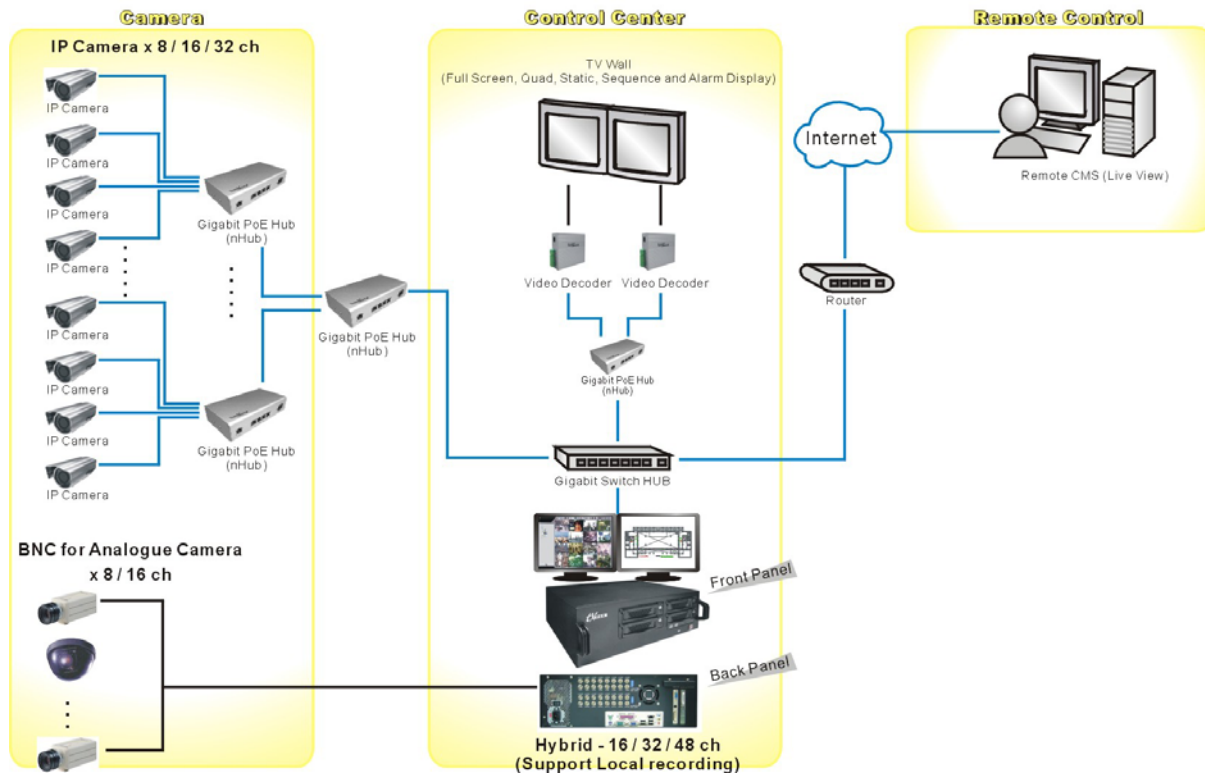 Camera
Control Center
Remote Control
IP Camera x 8 / 16 / 32 ch
IP Camera
IP Camera
IP Camera
IP Camera
IP Camera
IP Camera
IP Camera
IP Camera
Gigabit PoE Hub
(nHub)
Gigabit PoE Hub
(nHub)
Gigabit PoE Hub
(nHub)
BNC for Analogue Camera
x 8 / 16 ch
TV Wall
(Full Screen, Quad, Static, Sequence and Alarm Display)
Video Decoder
Video Decoder
Gigabit PoE Hub
(nHub)
Gigabit Switch HUB
Front Panel
Back Panel
Hybrid - 16 / 32 / 48 ch
(Support Local recording)
Internet
Router
Remote CMS (Live View)